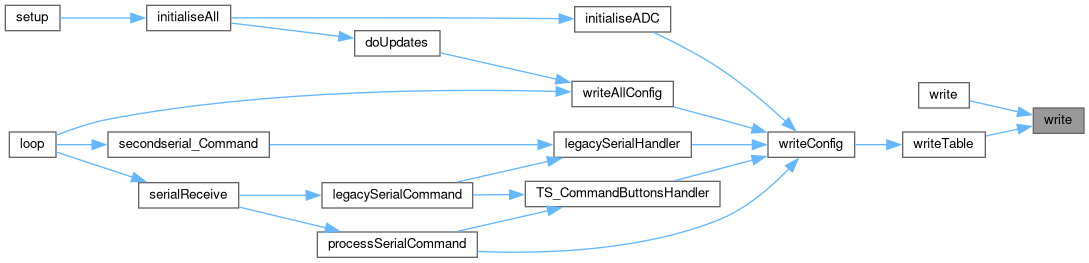 setup
initialiseAll
initialiseADC
doUpdates
writeAllConfig
write
write
loop
secondserial_Command
legacySerialHandler
writeConfig
writeTable
serialReceive
legacySerialCommand
TS_CommandButtonsHandler
processSerialCommand